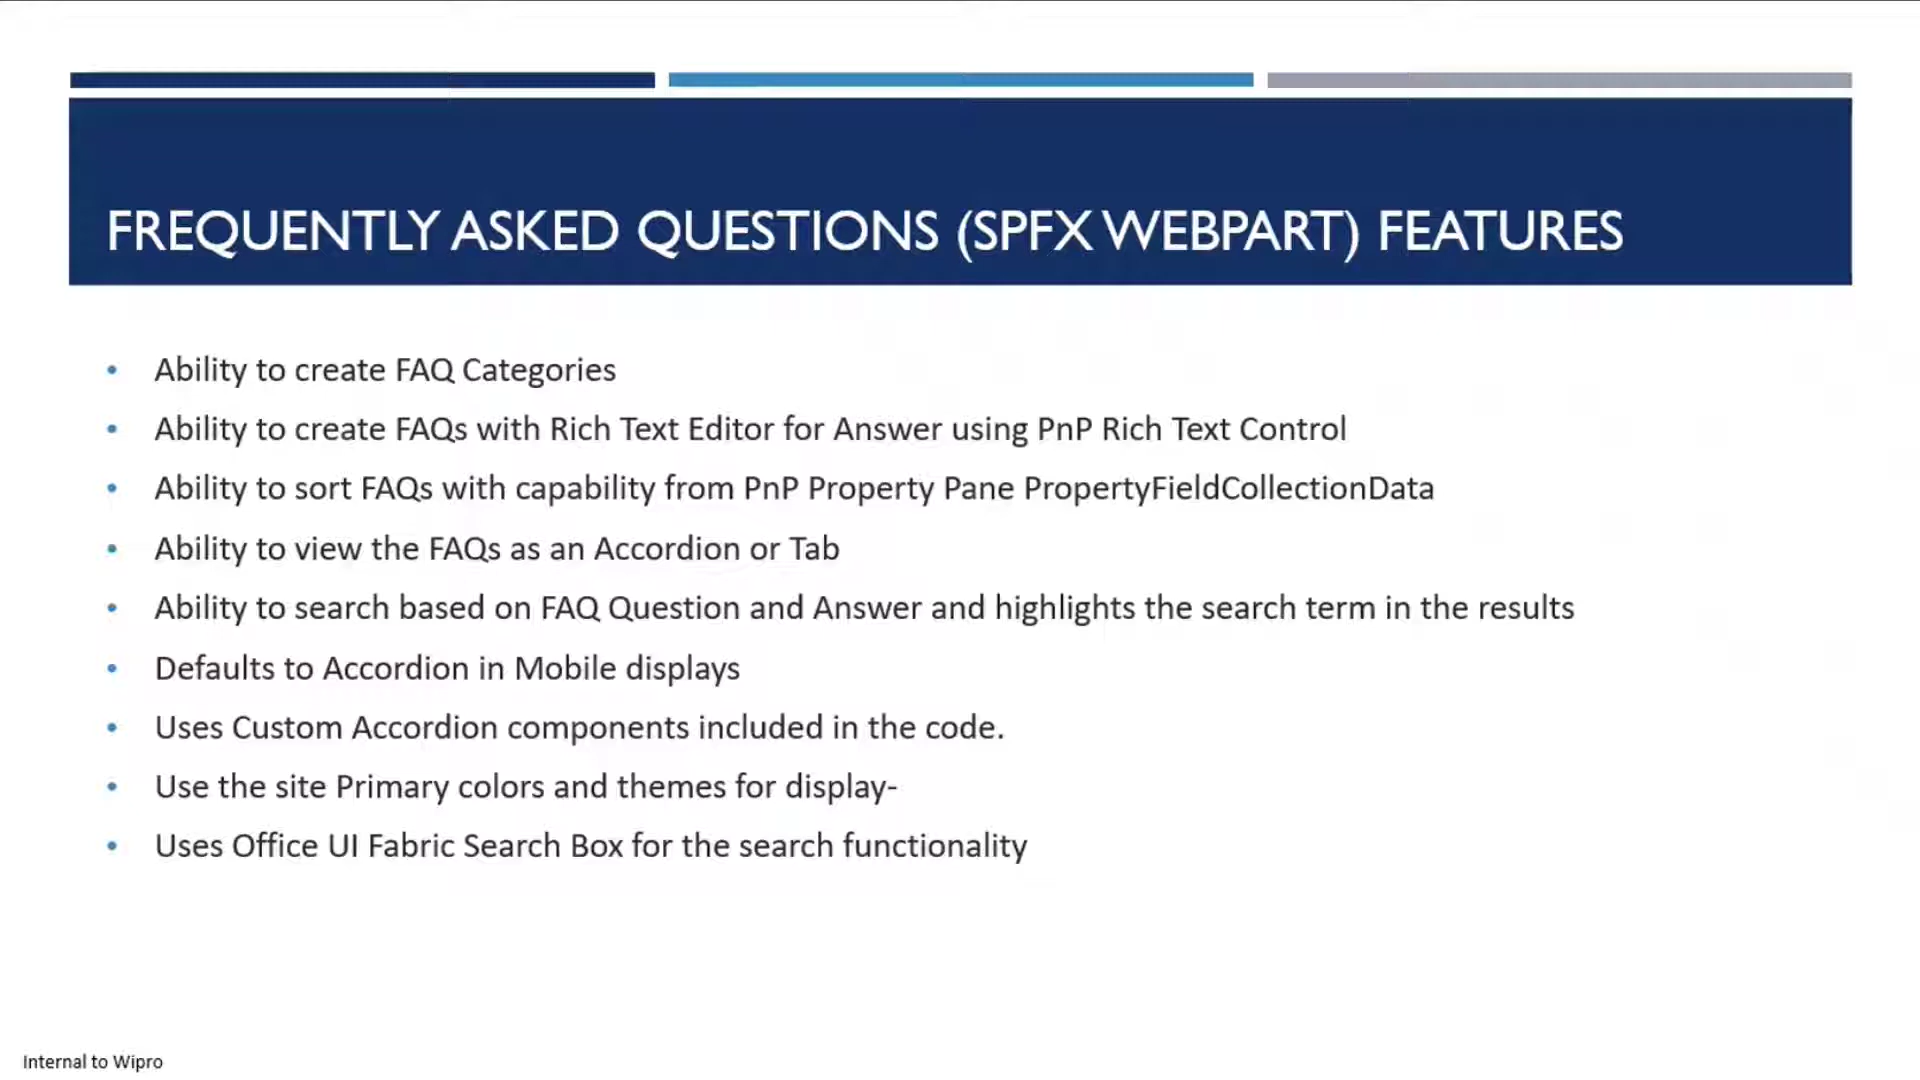 FREQUENTLY ASKED QUESTIONS (SPFX WEBPART) FEATURES
• Ability to create FAQ Categories
• Ability to create FAQs with Rich Text Editor for Answer using PnP Rich Text Control
• Ability to sort FAQs with capability from PnP Property Pane PropertyFieldCollectionData
• Ability to view the FAQs as an Accordion or Tab
• Ability to search based on FAQ Question and Answer and highlights the search term in the results
• Defaults to Accordion in Mobile displays
• Uses Custom Accordion components included in the code.
• Use the site Primary colors and themes for display-
• Uses Office UI Fabric Search Box for the search functionality
Internal to Wipro